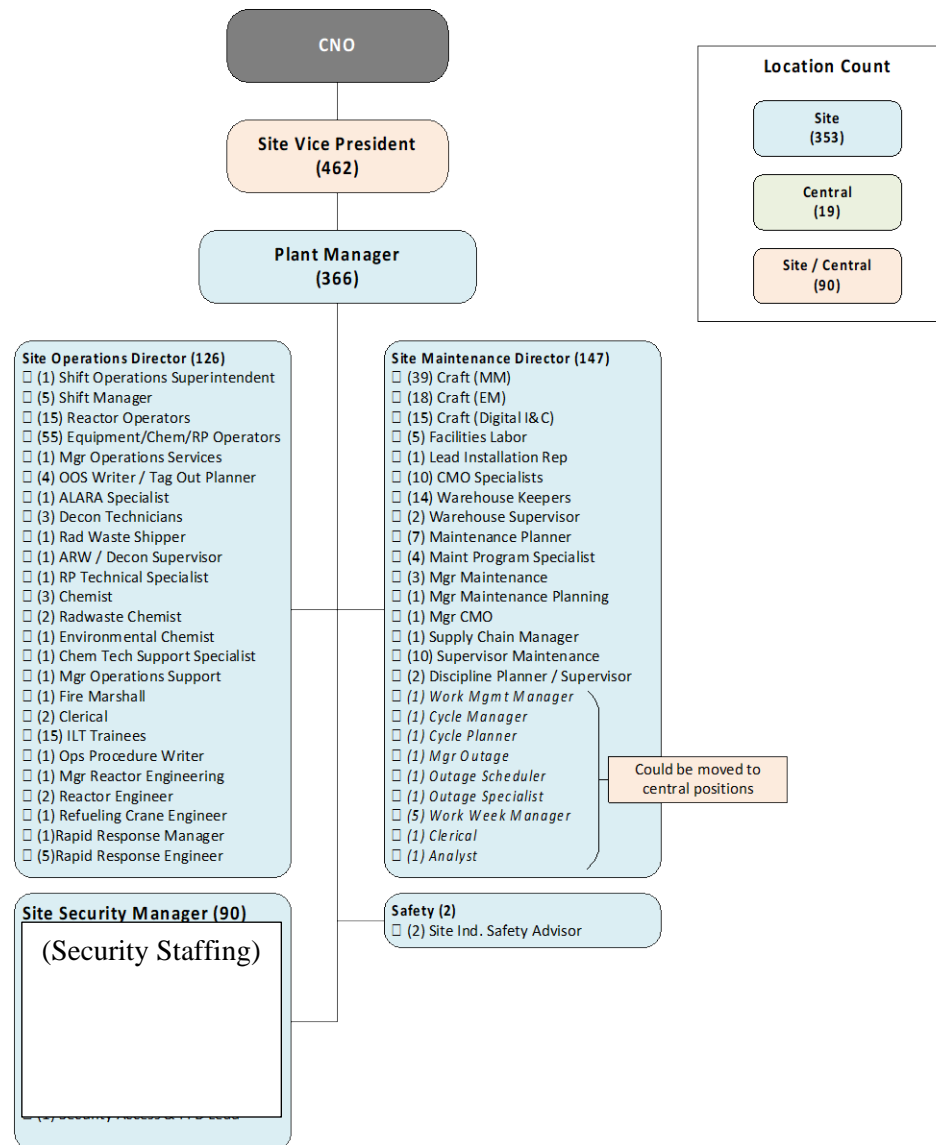 CNO
Site Vice President
(462)
Plant Manager
(366)
Location Count
Site
(353)
Central
(19)
Site / Central
(90)
Site Operations Director (126)
(1) Shift Operations Superintendent
(5) Shift Manager
(15) Reactor Operators
(55) Equipment/Chem/RP Operators
(1) Mgr Operations Services
(4) OOS Writer / Tag Out Planner
(1) ALARA Specialist
(3) Decon Technicians
(1) Rad Waste Shipper
(1) ARW / Decon Supervisor
(1) RP Technical Specialist
(3) Chemist
(2) Radwaste Chemist
(1) Environmental Chemist
(1) Chem Tech Support Specialist
(1) Mgr Operations Support
(1) Fire Marshall
(2) Clerical
(15) ILT Trainees
(1) Ops Procedure Writer
(1) Mgr Reactor Engineering
(2) Reactor Engineer
(1) Refueling Crane Engineer
(1)Rapid Response Manager
(5)Rapid Response Engineer
Site Maintenance Director (147)
(39) Craft (MM)
(18) Craft (EM)
(15) Craft (Digital I&C)
(5) Facilities Labor
(1) Lead Installation Rep
(10) CMO Specialists
(14) Warehouse Keepers
(2) Warehouse Supervisor
(7) Maintenance Planner
(4) Maint Program Specialist
(3) Mgr Maintenance
(1) Mgr Maintenance Planning
(1) Mgr CMO
(1) Supply Chain Manager
(10) Supervisor Maintenance
(2) Discipline Planner / Supervisor
(1) Work Mgmt Manager
(1) Cycle Manager
(1) Cycle Planner
(1) Mgr Outage
(1) Outage Scheduler
(1) Outage Specialist
(5) Work Week Manager
(1) Clerical
(1) Analyst
Could be moved to
central positions
Site Security Manager (90)
(Security Staffing)
Safety (2)
(2) Site Ind. Safety Advisor